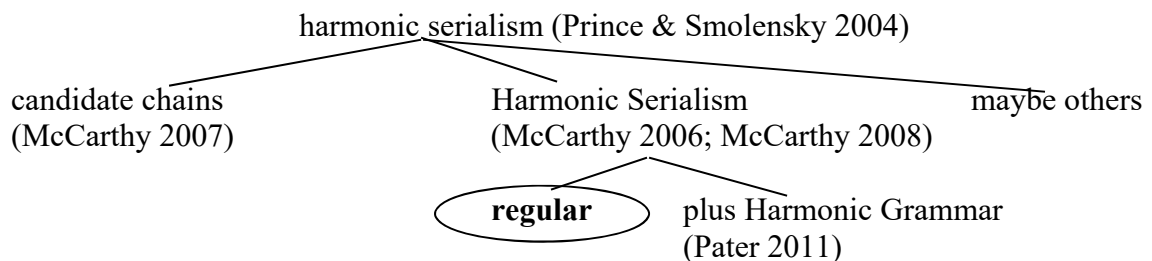 harmonic serialism (Prince & Smolensky 2004)
candidate chains
(McCarthy 2007)
Harmonic Serialism
(McCarthy 2006; McCarthy 2008)
maybe others
regular
plus Harmonic Grammar
(Pater 2011)